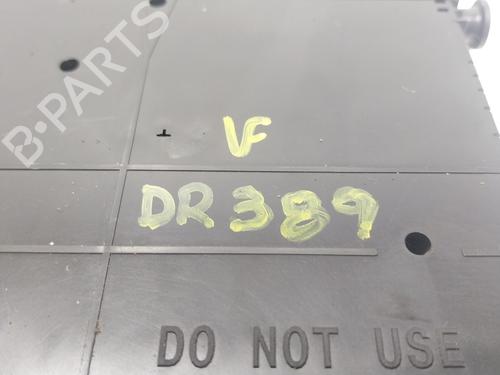 B-PARTS
VF
DR389
DO NOT USE